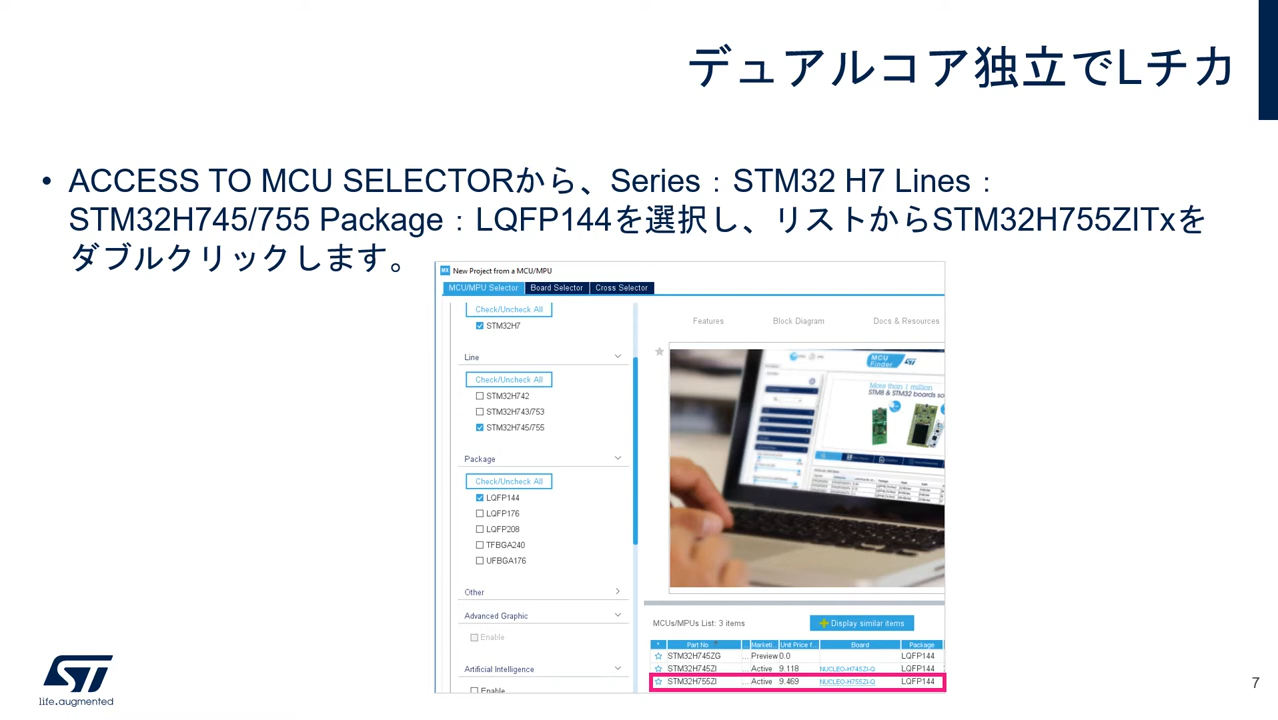 デュアルコア独立でLチカ
• ACCESS TO MCU SELECTORから、Series：STM32 H7 Lines：
STM32H745/755 Package：LQFP144を選択し、リストからSTM32H755ZITxを
ダブルクリックします。
MX New Project from a MCU/MPU
MCU/MPU Selector Board Selector Cross Selector
Check/Uncheck All
STM32H7
Line
Check/Uncheck All
STM32H742
STM32H743/753
STM32H745/755
Package
Check/Uncheck All
LQFP144
LQFP176
LQFP208
TFBGA240
UFBGA176
Other
Advanced Graphic
Enable
Artificial Intelligence
Enable
Features Block Diagram Docs & Resources
MCU
Finder
More than 1 million
STM8 & STM32 boards so
MCUs/MPUs List: 3 items
Display similar items
* Part No ... Marketi... Unit Price f... Board Package
STM32H745ZG ... Preview 0.0 LQFP144
STM32H745ZI ... Active 9.118 NUCLEO-H745ZI-Q LQFP144
STM32H755ZI ... Active 9.469 NUCLEO-H755ZI-Q LQFP144
ST
life.augmented
7